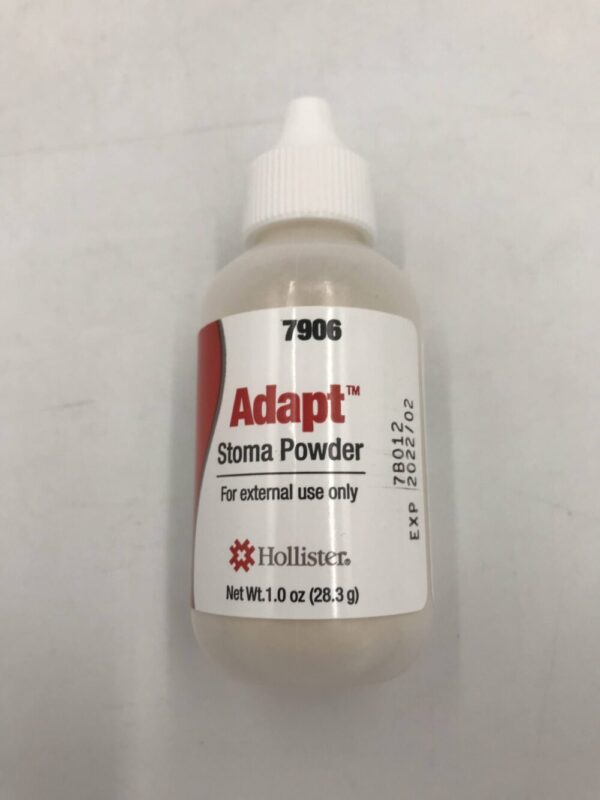 7906
Adapt™
Stoma Powder
For external use only
Hollister®
Net Wt.1.0 oz (28.3 g)
7B012
EXP 2022/02